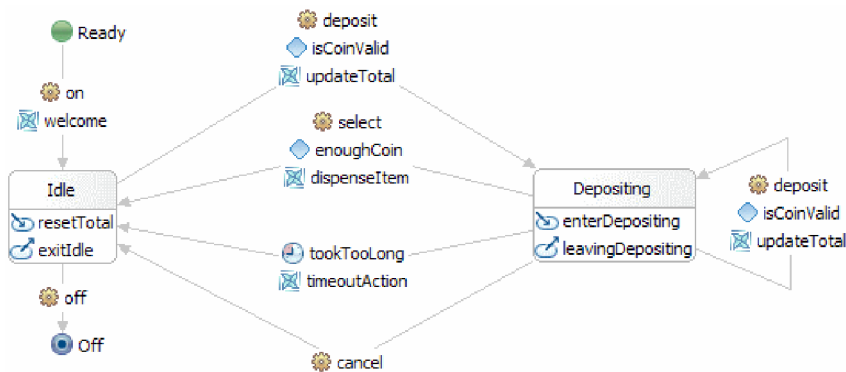 Ready
on
welcome
Idle
resetTotal
exitIdle
off
Off
deposit
isCoinValid
updateTotal
select
enoughCoin
dispenseItem
tookTooLong
timeoutAction
cancel
Depositing
enterDepositing
leavingDepositing
deposit
isCoinValid
updateTotal